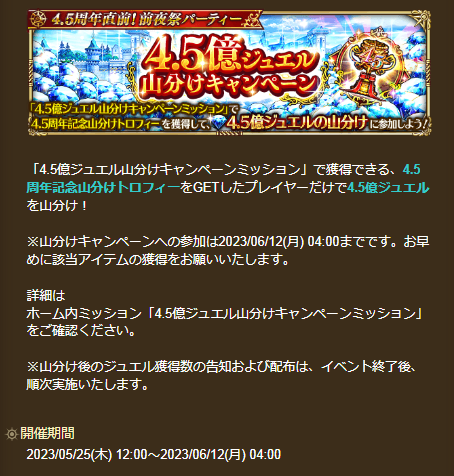 4.5周年直前!前夜祭パーティー
4.5億ジュエル
山分けキャンペーン
「4.5億ジュエル山分けキャンペーンミッション」で
4.5周年記念山分けトロフィーを獲得して、4.5億ジュエルの山分けに参加しよう!
「4.5億ジュエル山分けキャンペーンミッション」で獲得できる、4.5
周年記念山分けトロフィーをGETしたプレイヤーだけで4.5億ジュエル
を山分け！
※山分けキャンペーンへの参加は2023/06/12(月) 04:00までです。お早
めに該当アイテムの獲得をお願いいたします。
詳細は
ホーム内ミッション「4.5億ジュエル山分けキャンペーンミッション」
をご確認ください。
※山分け後のジュエル獲得数の告知および配布は、イベント終了後、
順次実施いたします。
開催期間
2023/05/25(木) 12:00～2023/06/12(月) 04:00